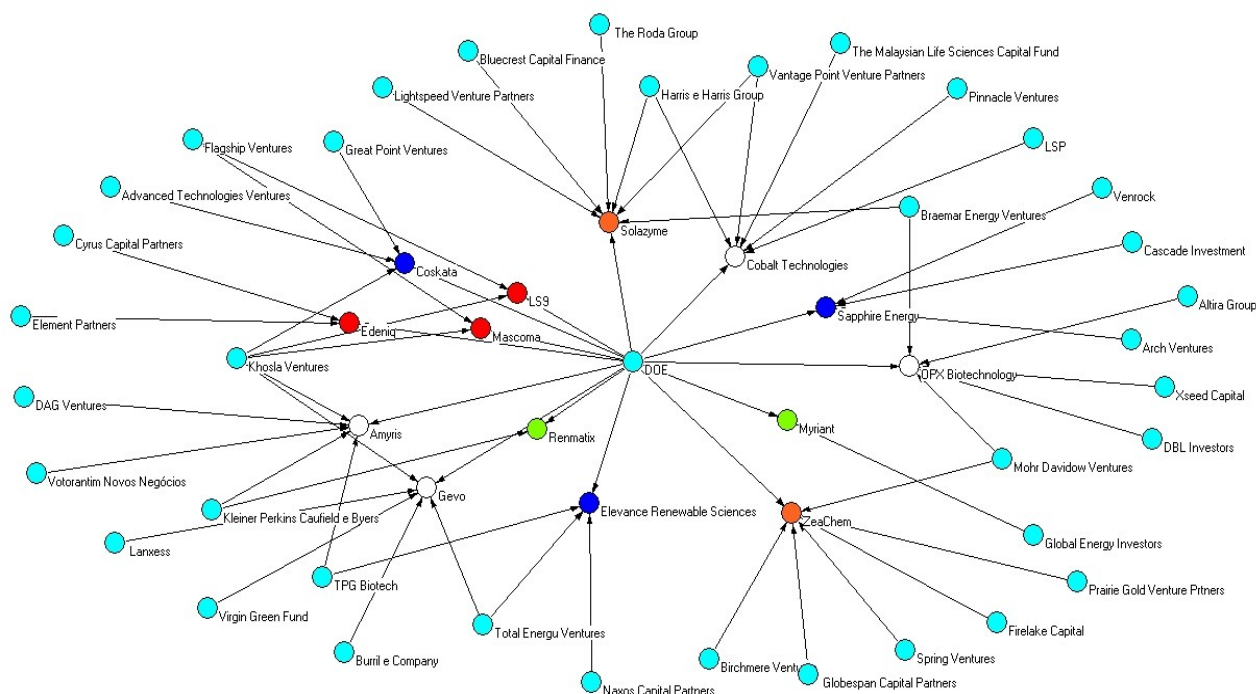 The Roda Group
The Malaysian Life Sciences Capital Fund
Bluecrest Capital Finance
Vantage Point Venture Partners
Lightspeed Venture Partners
Harris e Harris Group
Pinnacle Ventures
Flagship Ventures
Great Point Ventures
LSP
Advanced Technologies Ventures
Venrock
Braemar Energy Ventures
Solazyme
Cyrus Capital Partners
Cascade Investment
Cobalt Technologies
Coskata
LS9
Altira Group
Sapphire Energy
Element Partners
Edeniq
Mascoma
Arch Ventures
Khosla Ventures
DOE
OPX Biotechnology
Xseed Capital
DAG Ventures
Amyris
Renmatix
Myriant
DBL Investors
Mohr Davidow Ventures
Votorantim Novos Negócios
Gevo
Kleiner Perkins Caufield e Byers
Elevance Renewable Sciences
ZeaChem
Global Energy Investors
Lanxess
TPG Biotech
Prairie Gold Venture Prtners
Virgin Green Fund
Total Energu Ventures
Firelake Capital
Burril e Company
Birchmere Ventu
Spring Ventures
Globespan Capital Partners
Naxos Capital Partners